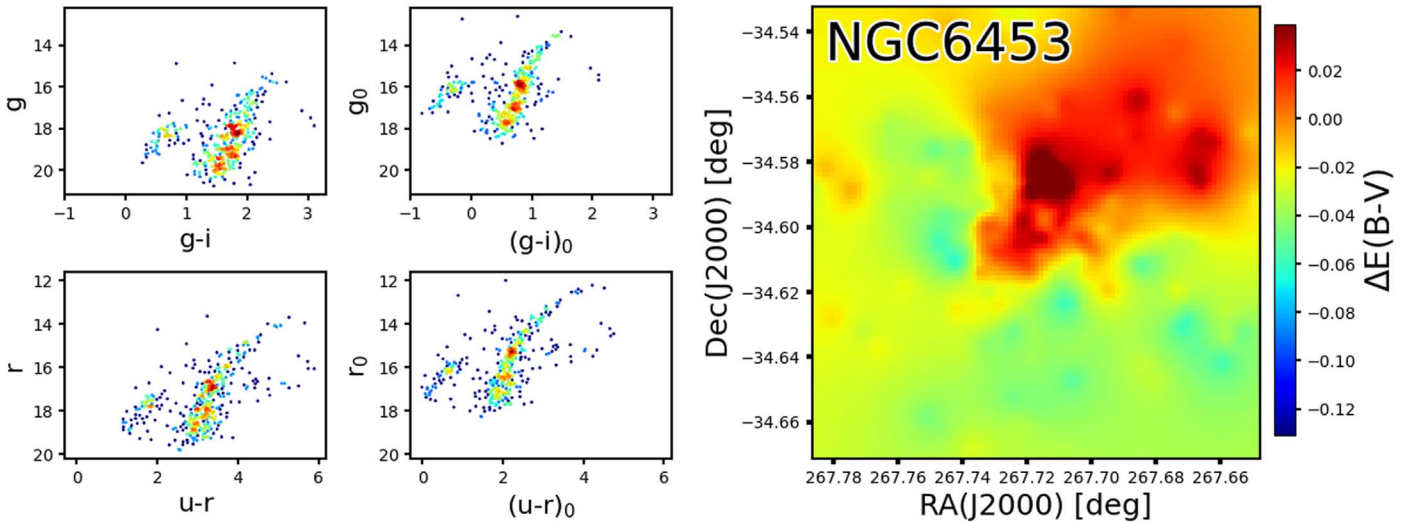 14
16
18
20
g
−1 0 1 2 3
g-i
14
16
18
20
g₀
−1 0 1 2 3
(g-i)₀
12
14
16
18
20
r
0 2 4 6
u-r
12
14
16
18
20
r₀
0 2 4 6
(u-r)₀
NGC6453
−34.54
−34.56
−34.58
−34.60
−34.62
−34.64
−34.66
Dec(J2000) [deg]
267.78 267.76 267.74 267.72 267.70 267.68 267.66
RA(J2000) [deg]
0.02
0.00
−0.02
−0.04
−0.06
−0.08
−0.10
−0.12
ΔE(B-V)